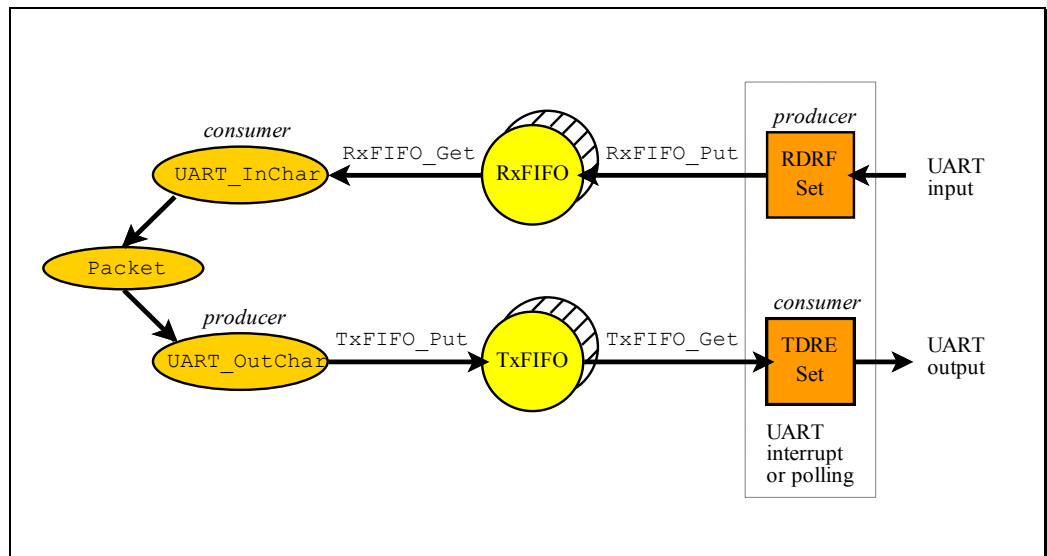 producer
consumer
RxFIFO_Get
RxFIFO_Put
RDRF
Set
UART_InChar
RxFIFO
UART
input
Packet
producer
consumer
TxFIFO_Put
TxFIFO_Get
TDRE
Set
UART_OutChar
TxFIFO
UART
output
UART
interrupt
or polling